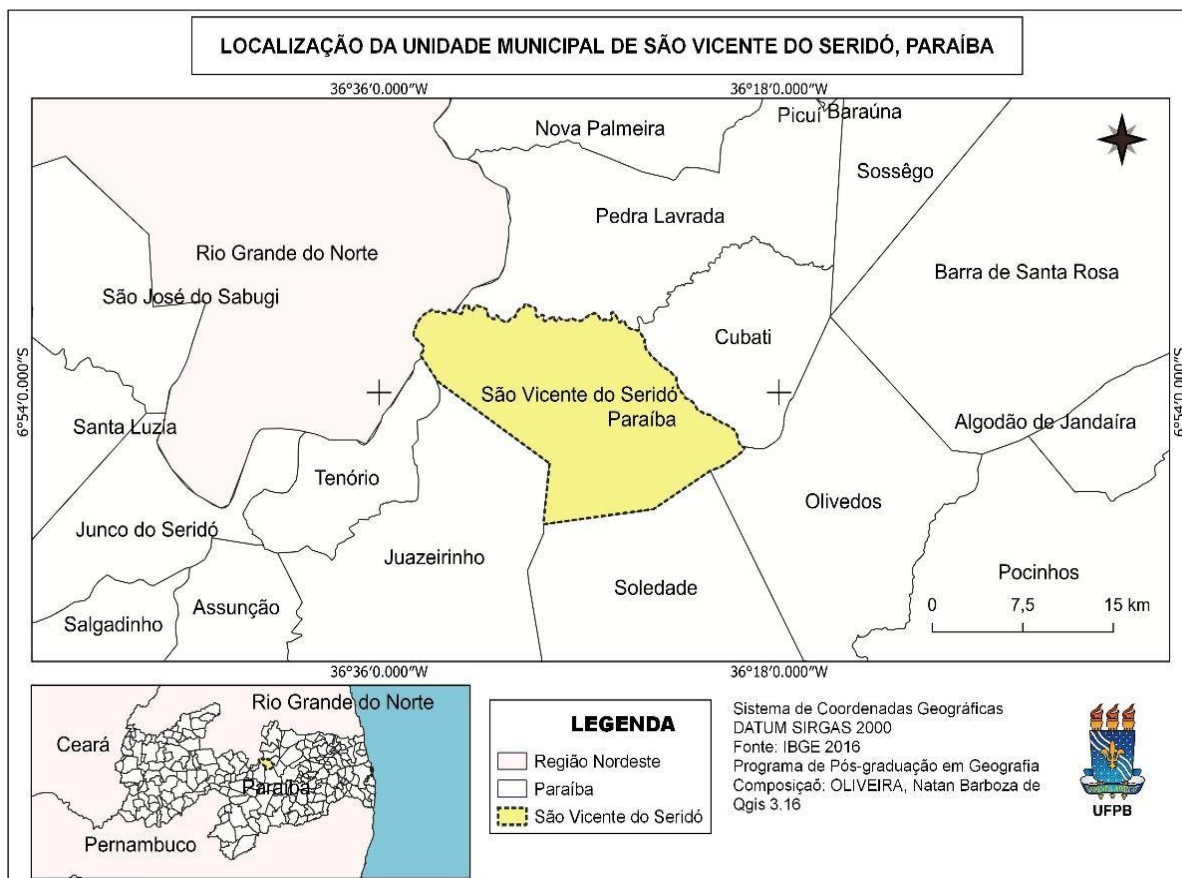 LOCALIZAÇÃO DA UNIDADE MUNICIPAL DE SÃO VICENTE DO SERIDÓ, PARAÍBA
36°36'0.000"W
36°18'0.000"W
Nova Palmeira
Picuí
Baraúna
Sossêgo
Pedra Lavrada
Rio Grande do Norte
Barra de Santa Rosa
São José do Sabugi
Cubati
6°54'0.000"S
6°54'0.000"S
São Vicente do Seridó
Paraíba
Santa Luzía
Algodão de Jandaíra
Tenório
Olivedos
Junco do Seridó
Juazeirinho
Pocinhos
Soledade
Assunção
Salgadinho
0 7,5 15 km
36°36'0.000"W
36°18'0.000"W
Rio Grande do Norte
Ceará
Paraíba
Pernambuco
LEGENDA
Região Nordeste
Paraíba
São Vicente do Seridó
Sistema de Coordenadas Geográficas
DATUM SIRGAS 2000
Fonte: IBGE 2016
Programa de Pós-graduação em Geografia
Composiçaõ: OLIVEIRA, Natan Barboza de
Qgis 3.16
UFPB